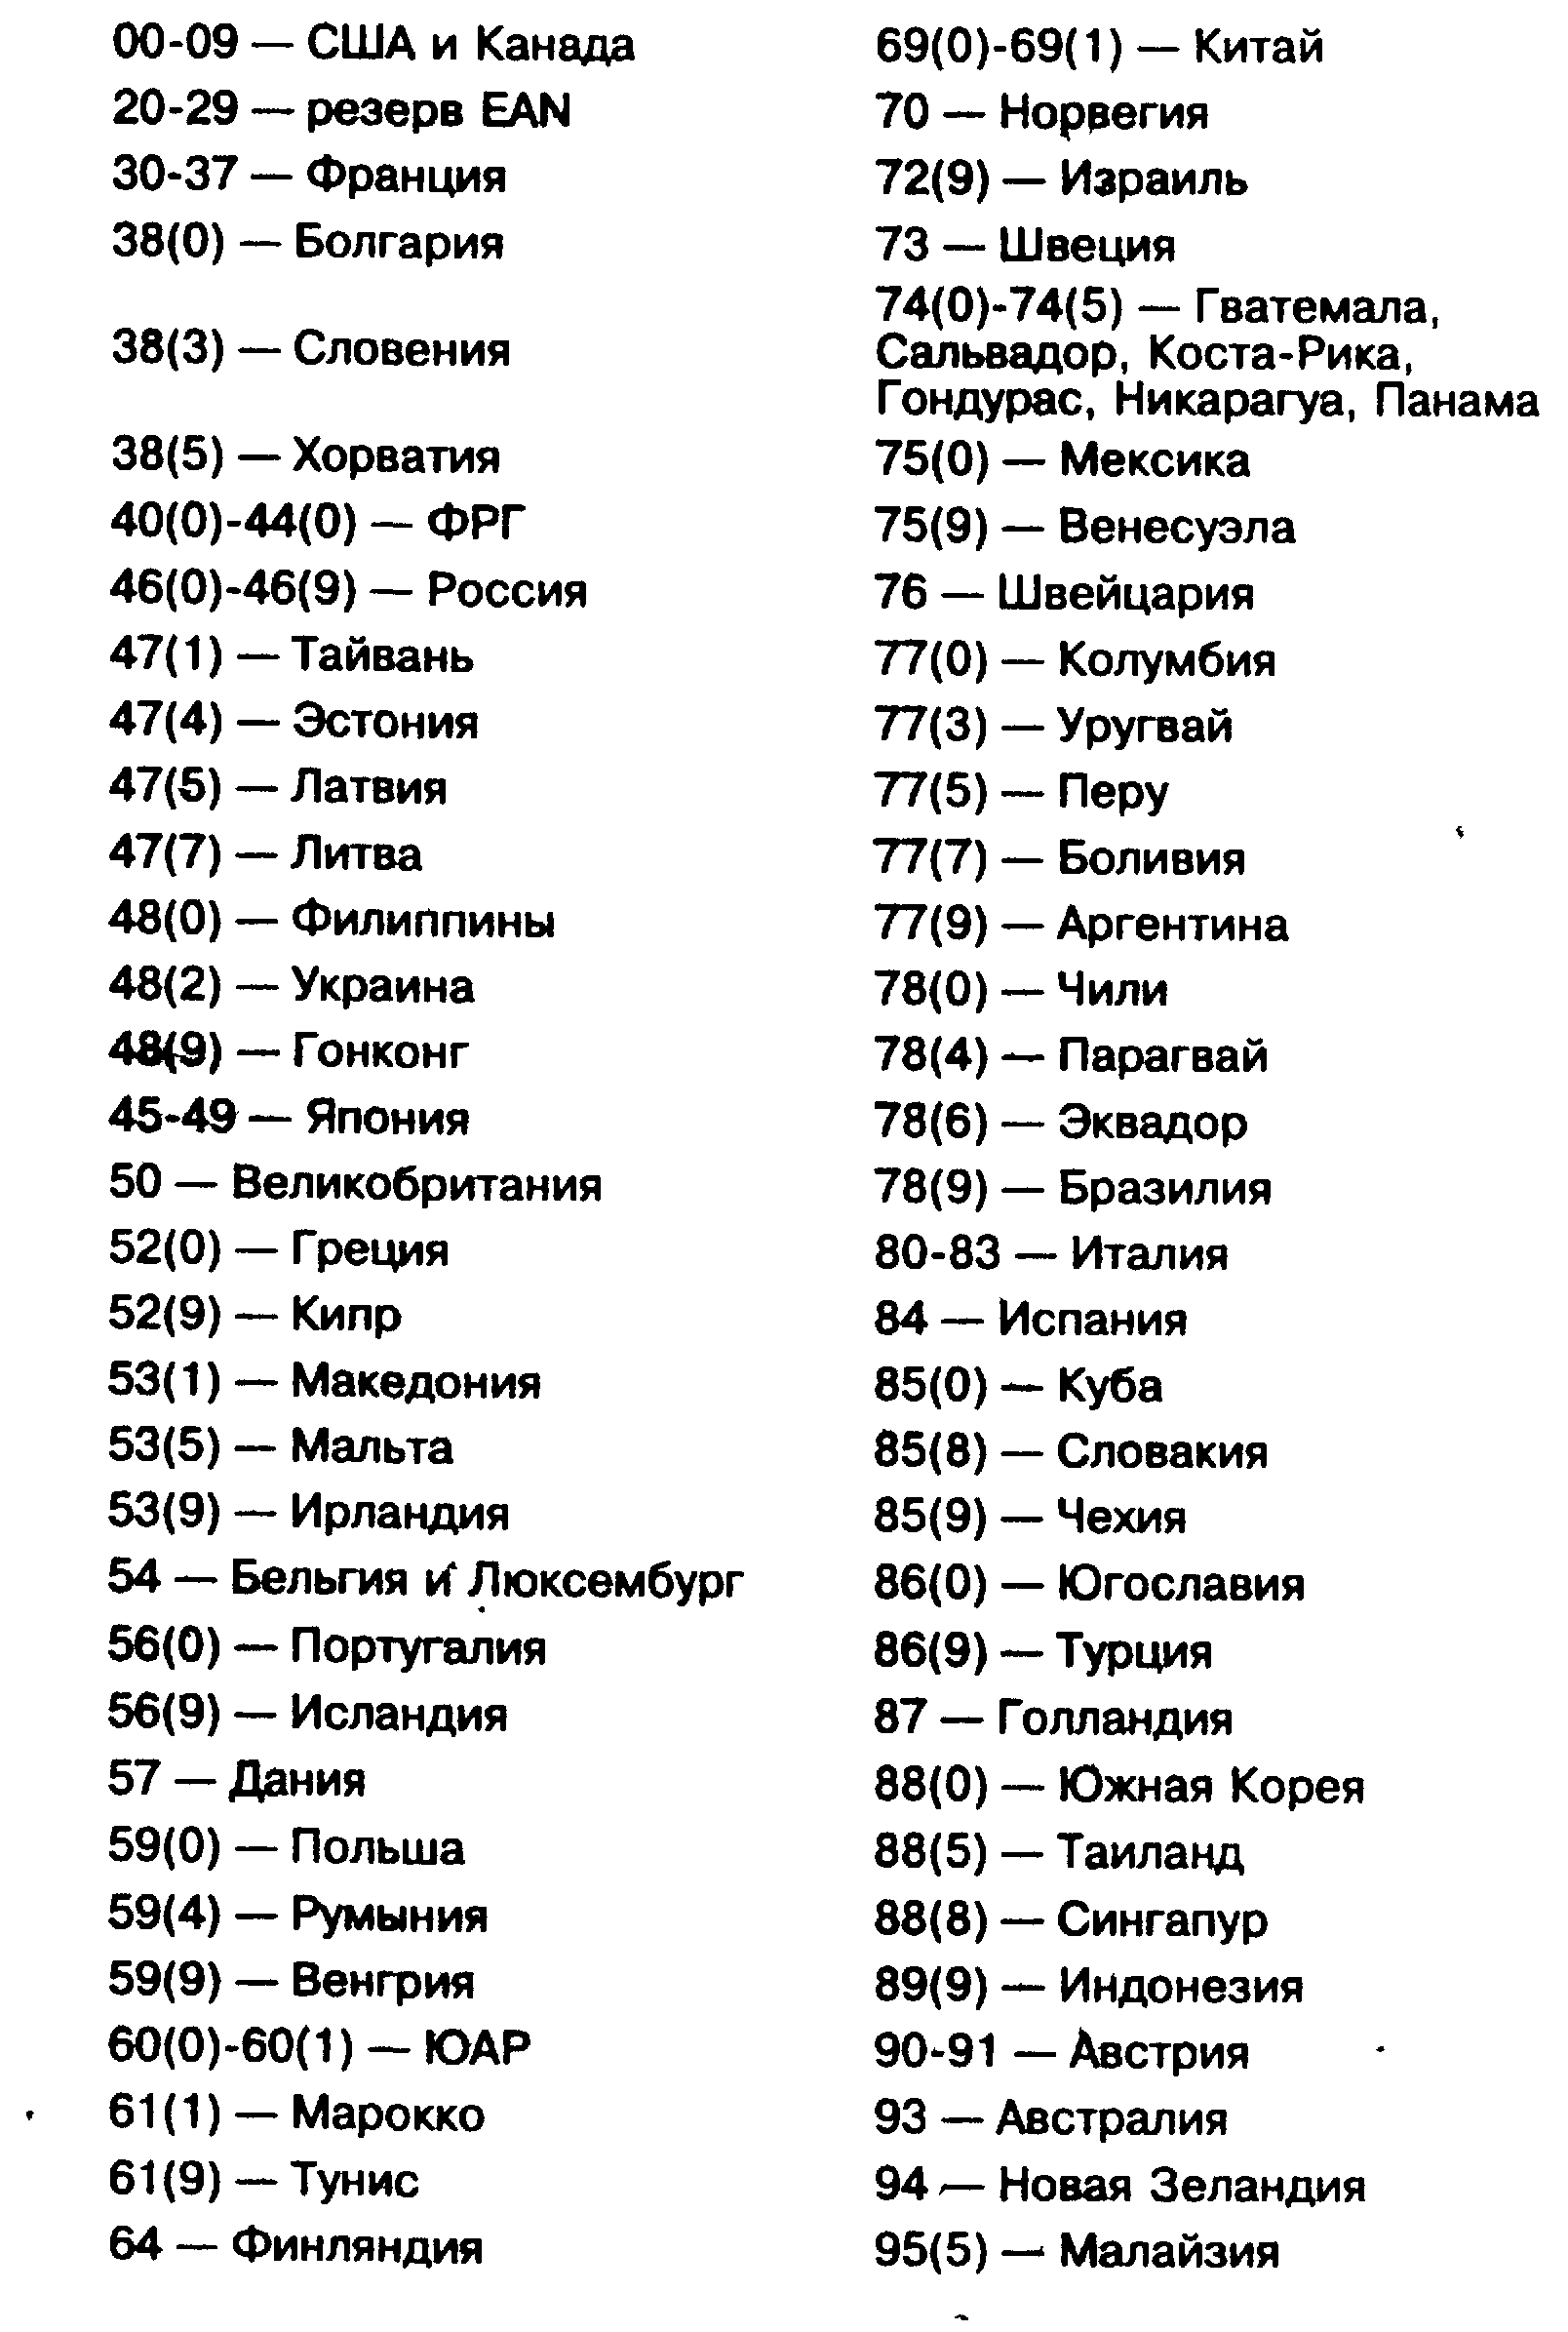 00-09 — США и Канада
20-29 — резерв EAN
30-37 — Франция
38(0) — Болгария
38(3) — Словения
38(5) — Хорватия
40(0)-44(0) — ФРГ
46(0)-46(9) — Россия
47(1) — Тайвань
47(4) — Эстония
47(5) — Латвия
47(7) — Литва
48(0) — Филиппины
48(2) — Украина
48(9) — Гонконг
45-49 — Япония
50 — Великобритания
52(0) — Греция
52(9) — Кипр
53(1) — Македония
53(5) — Мальта
53(9) — Ирландия
54 — Бельгия и Люксембург
56(0) — Португалия
56(9) — Исландия
57 — Дания
59(0) — Польша
59(4) — Румыния
59(9) — Венгрия
60(0)-60(1) — ЮАР
61(1) — Марокко
61(9) — Тунис
64 — Финляндия
69(0)-69(1) — Китай
70 — Норвегия
72(9) — Израиль
73 — Швеция
74(0)-74(5) — Гватемала,
Сальвадор, Коста-Рика,
Гондурас, Никарагуа, Панама
75(0) — Мексика
75(9) — Венесуэла
76 — Швейцария
77(0) — Колумбия
77(3) — Уругвай
77(5) — Перу
77(7) — Боливия
77(9) — Аргентина
78(0) — Чили
78(4) — Парагвай
78(6) — Эквадор
78(9) — Бразилия
80-83 — Италия
84 — Испания
85(0) — Куба
85(8) — Словакия
85(9) — Чехия
86(0) — Югославия
86(9) — Турция
87 — Голландия
88(0) — Южная Корея
88(5) — Таиланд
88(8) — Сингапур
89(9) — Индонезия
90-91 — Австрия
93 — Австралия
94 — Новая Зеландия
95(5) — Малайзия